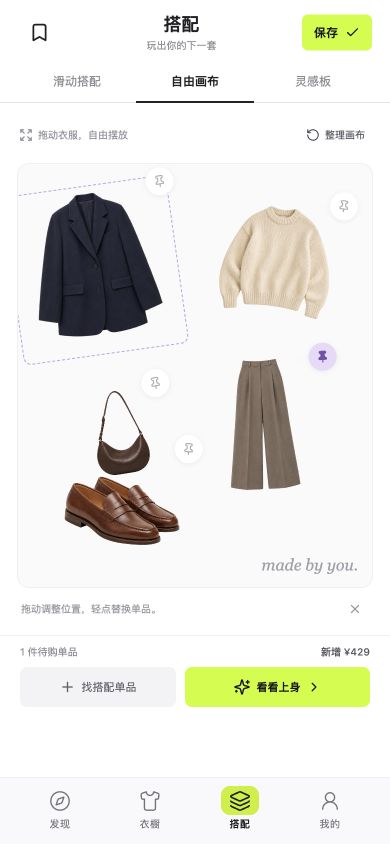 搭配
玩出你的下一套
保存
滑动搭配
自由画布
灵感板
拖动衣服，自由摆放
整理画布
made by you.
拖动调整位置，轻点替换单品。
1 件待购单品
新增 ¥429
找搭配单品
看看上身
发现
衣橱
搭配
我的